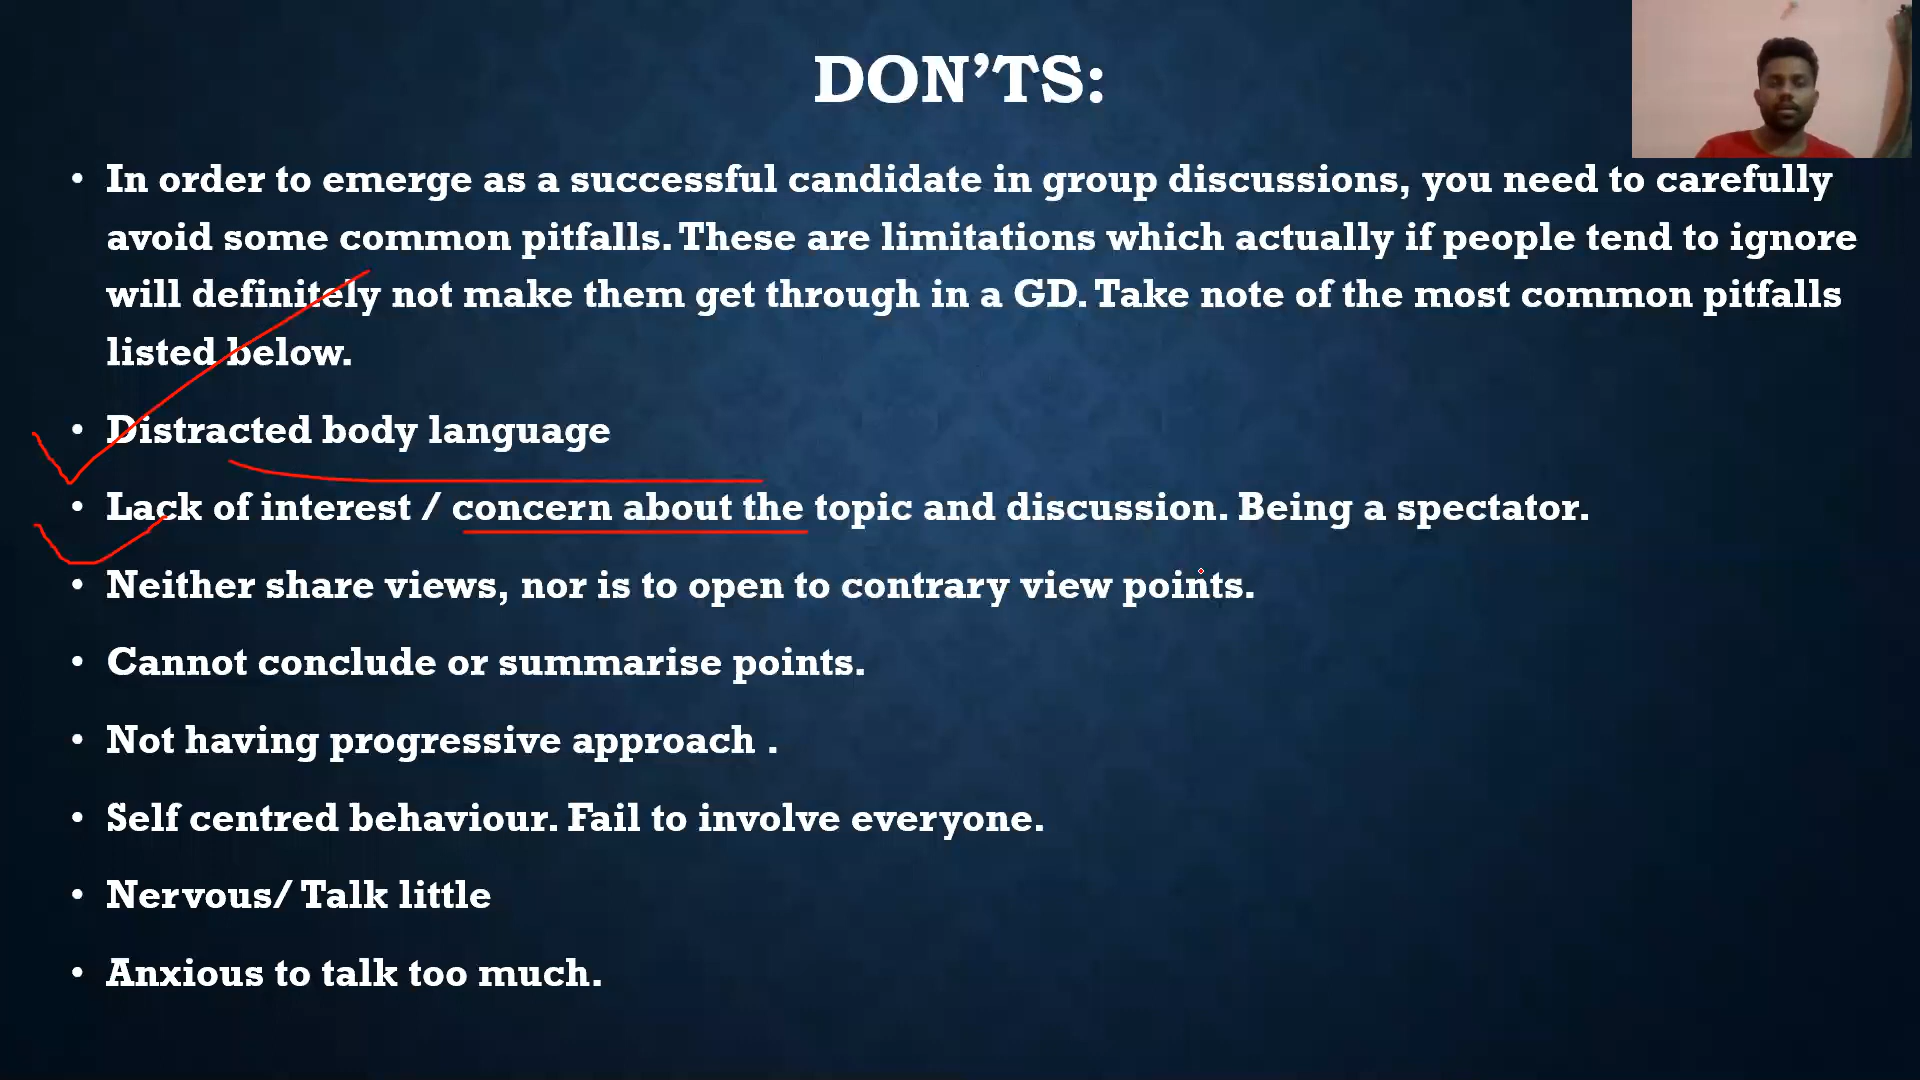 DON’TS:
• In order to emerge as a successful candidate in group discussions, you need to carefully
avoid some common pitfalls. These are limitations which actually if people tend to ignore
will definitely not make them get through in a GD. Take note of the most common pitfalls
listed below.
• Distracted body language
• Lack of interest / concern about the topic and discussion. Being a spectator.
• Neither share views, nor is to open to contrary view points.
• Cannot conclude or summarise points.
• Not having progressive approach .
• Self centred behaviour. Fail to involve everyone.
• Nervous/ Talk little
• Anxious to talk too much.